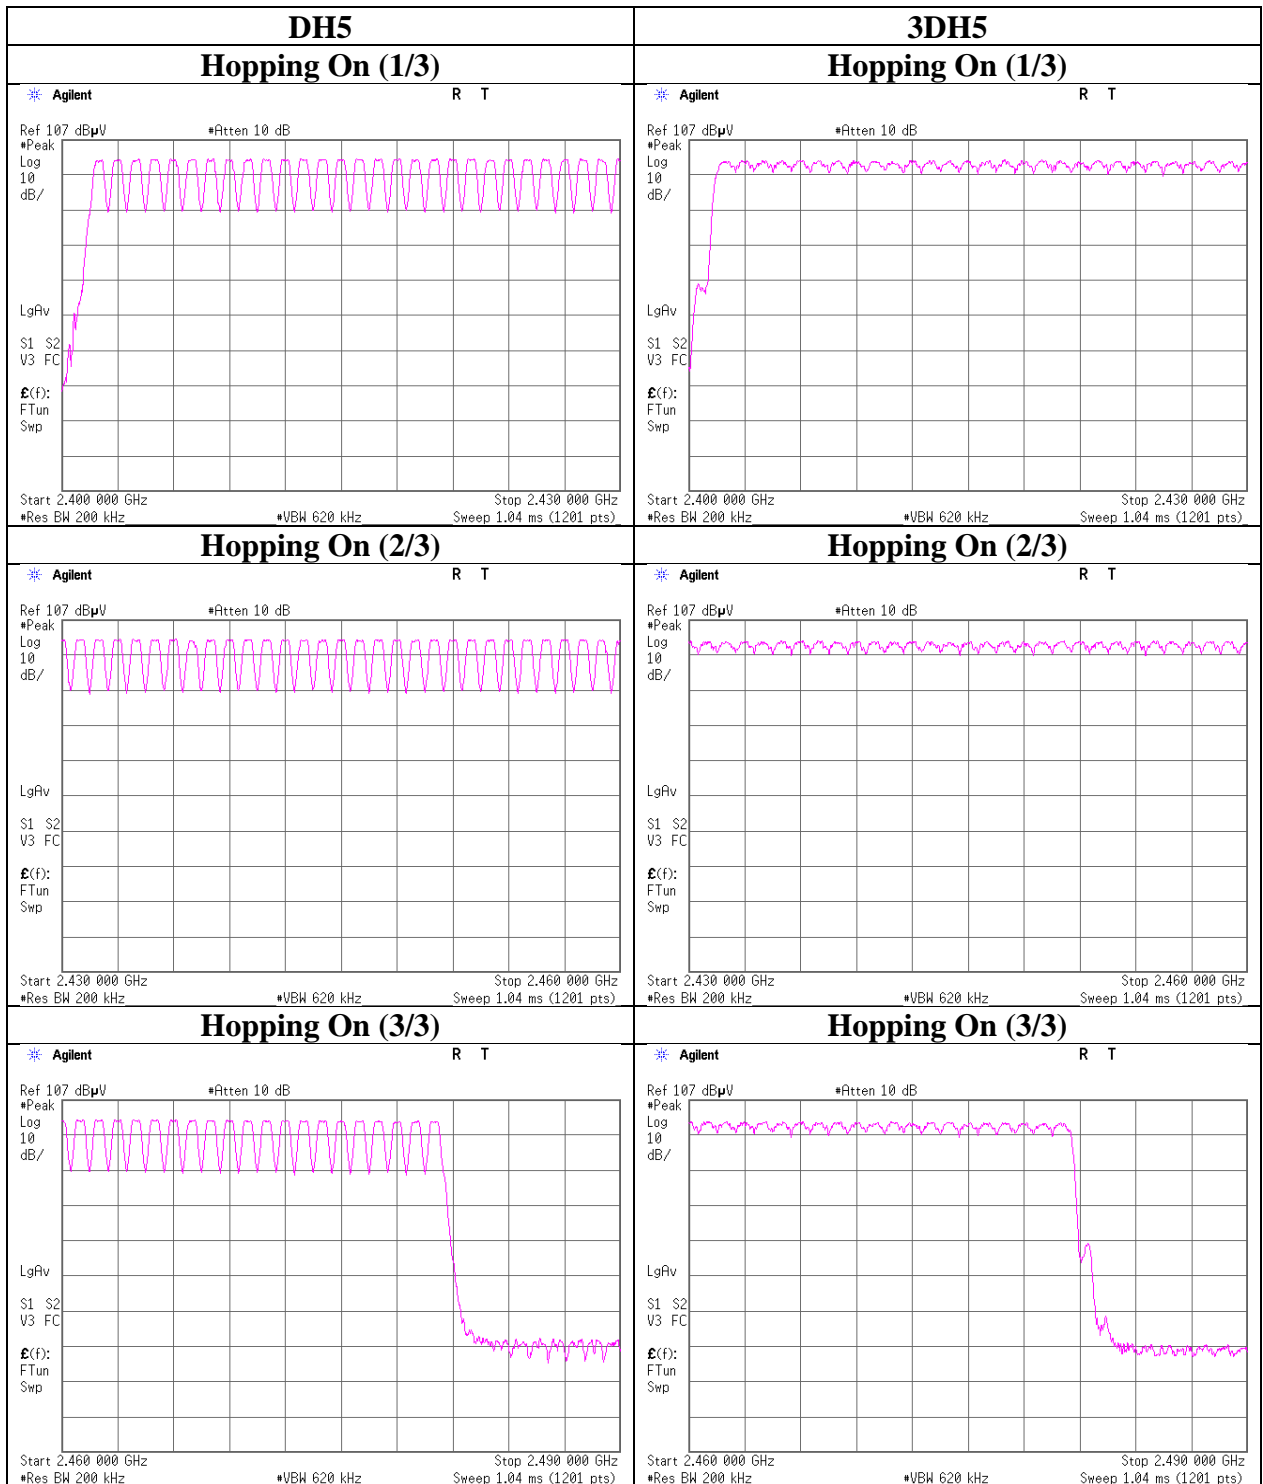 DH5 3DH5
Hopping On (1/3) Hopping On (1/3)
Agilent R T
Ref 107 dBµV #Atten 10 dB
#Peak
Log
10
dB/
LgAv
S1 S2
V3 FC
£(f):
FTun
Swp
Start 2.400 000 GHz Stop 2.430 000 GHz
#Res BW 200 kHz #VBW 620 kHz Sweep 1.04 ms (1201 pts)
Agilent R T
Ref 107 dBµV #Atten 10 dB
#Peak
Log
10
dB/
LgAv
S1 S2
V3 FC
£(f):
FTun
Swp
Start 2.400 000 GHz Stop 2.430 000 GHz
#Res BW 200 kHz #VBW 620 kHz Sweep 1.04 ms (1201 pts)
Hopping On (2/3) Hopping On (2/3)
Agilent R T
Ref 107 dBµV #Atten 10 dB
#Peak
Log
10
dB/
LgAv
S1 S2
V3 FC
£(f):
FTun
Swp
Start 2.430 000 GHz Stop 2.460 000 GHz
#Res BW 200 kHz #VBW 620 kHz Sweep 1.04 ms (1201 pts)
Agilent R T
Ref 107 dBµV #Atten 10 dB
#Peak
Log
10
dB/
LgAv
S1 S2
V3 FC
£(f):
FTun
Swp
Start 2.430 000 GHz Stop 2.460 000 GHz
#Res BW 200 kHz #VBW 620 kHz Sweep 1.04 ms (1201 pts)
Hopping On (3/3) Hopping On (3/3)
Agilent R T
Ref 107 dBµV #Atten 10 dB
#Peak
Log
10
dB/
LgAv
S1 S2
V3 FC
£(f):
FTun
Swp
Start 2.460 000 GHz Stop 2.490 000 GHz
#Res BW 200 kHz #VBW 620 kHz Sweep 1.04 ms (1201 pts)
Agilent R T
Ref 107 dBµV #Atten 10 dB
#Peak
Log
10
dB/
LgAv
S1 S2
V3 FC
£(f):
FTun
Swp
Start 2.460 000 GHz Stop 2.490 000 GHz
#Res BW 200 kHz #VBW 620 kHz Sweep 1.04 ms (1201 pts)